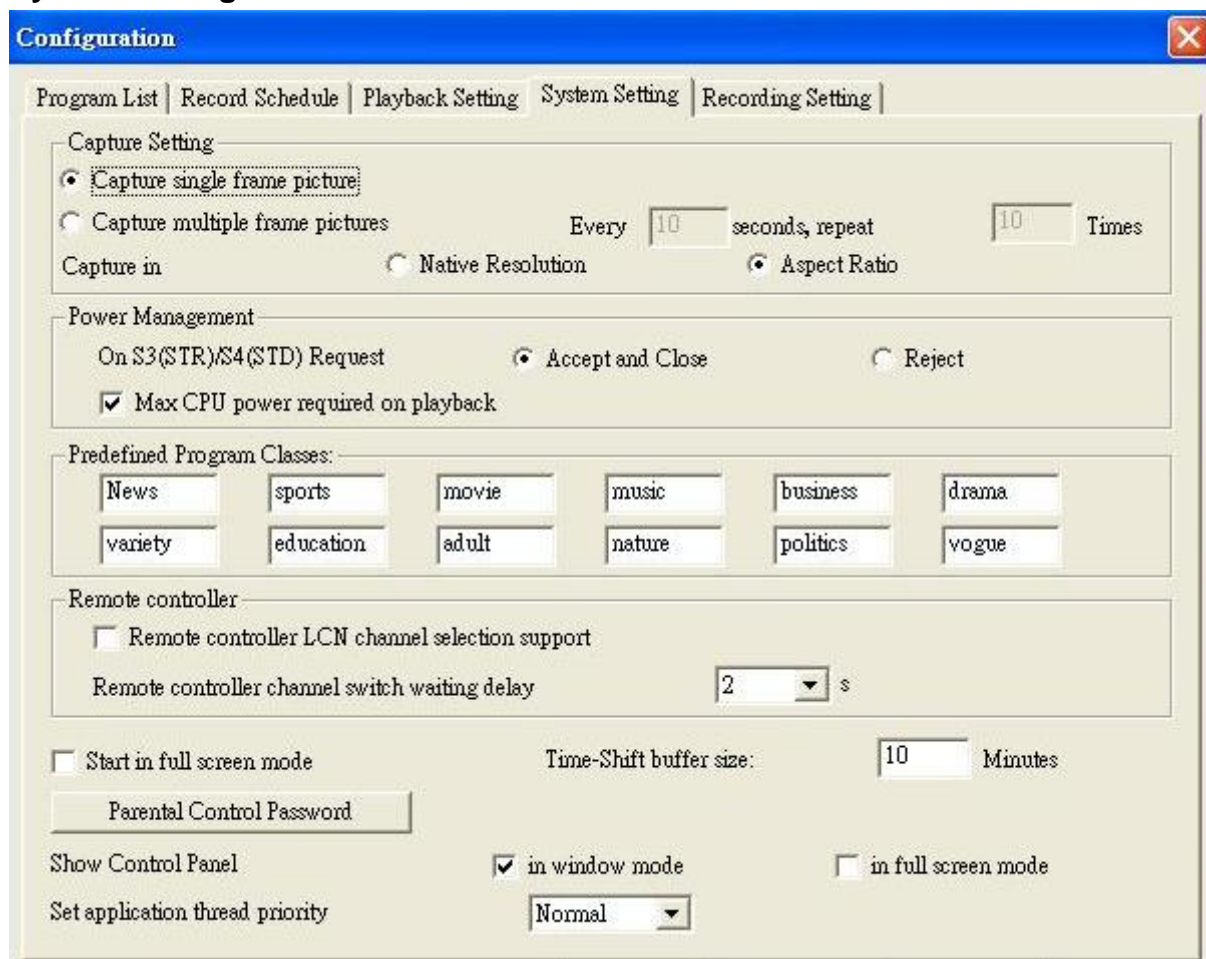 Configuration
Program List Record Schedule Playback Setting System Setting Recording Setting
Capture Setting
Capture single frame picture
Capture multiple frame pictures Every 10 seconds, repeat 10 Times
Capture in Native Resolution Aspect Ratio
Power Management
On S3(STR)/S4(STD) Request Accept and Close Reject
Max CPU power required on playback
Predefined Program Classes:
News sports movie music business drama
variety education adult nature politics vogue
Remote controller
Remote controller LCN channel selection support
Remote controller channel switch waiting delay 2 s
Start in full screen mode Time-Shift buffer size: 10 Minutes
Parental Control Password
Show Control Panel in window mode in full screen mode
Set application thread priority Normal